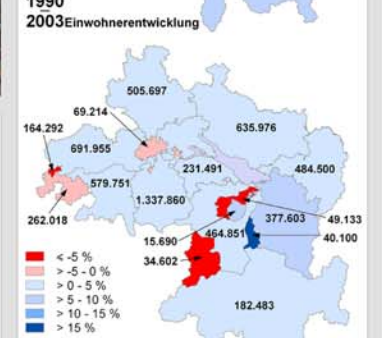 1990
2003 Einwohnerentwicklung
505.697
69.214
635.976
164.292
691.955
231.491
484.500
579.751
1.337.860
262.018
377.603
49.133
15.690
464.851
40.100
34.602
182.483
< -5 %
> -5 - 0 %
> 0 - 5 %
> 5 - 10 %
> 10 - 15 %
> 15 %